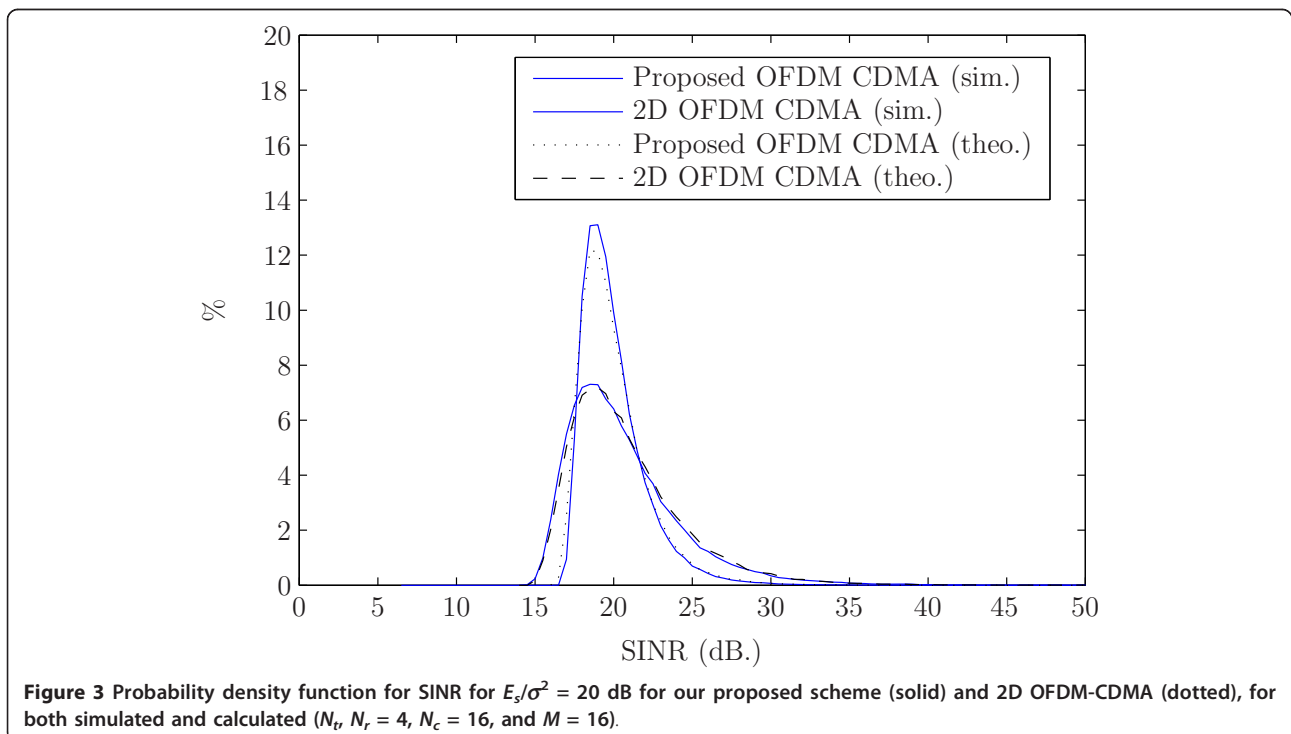 20
18
16
14
12
10
8
6
4
2
0
%
Proposed OFDM CDMA (sim.)
2D OFDM CDMA (sim.)
Proposed OFDM CDMA (theo.)
2D OFDM CDMA (theo.)
0 5 10 15 20 25 30 35 40 45 50
SINR (dB.)
Figure 3 Probability density function for SINR for Es/σ² = 20 dB for our proposed scheme (solid) and 2D OFDM-CDMA (dotted), for
both simulated and calculated (Nt, Nr = 4, Nc = 16, and M = 16).